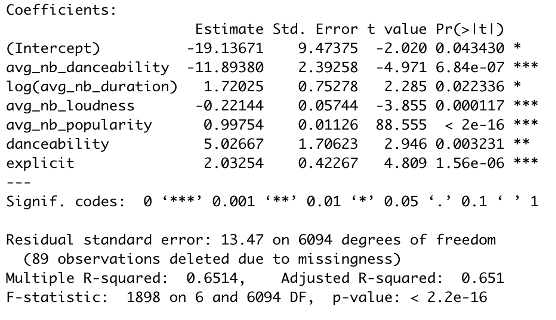 Coefficients:
                     Estimate Std. Error t value Pr(>|t|)
(Intercept)         -19.13671    9.47375  -2.020 0.043430 *
avg_nb_danceability -11.89380    2.39258  -4.971 6.84e-07 ***
log(avg_nb_duration)  1.72025    0.75278   2.285 0.022336 *
avg_nb_loudness      -0.22144    0.05744  -3.855 0.000117 ***
avg_nb_popularity     0.99754    0.01126  88.555  < 2e-16 ***
danceability          5.02667    1.70623   2.946 0.003231 **
explicit              2.03254    0.42267   4.809 1.56e-06 ***
---
Signif. codes:  0 ‘***’ 0.001 ‘**’ 0.01 ‘*’ 0.05 ‘.’ 0.1 ‘ ’ 1
Residual standard error: 13.47 on 6094 degrees of freedom
  (89 observations deleted due to missingness)
Multiple R-squared:  0.6514,    Adjusted R-squared:  0.651
F-statistic:  1898 on 6 and 6094 DF,  p-value: < 2.2e-16